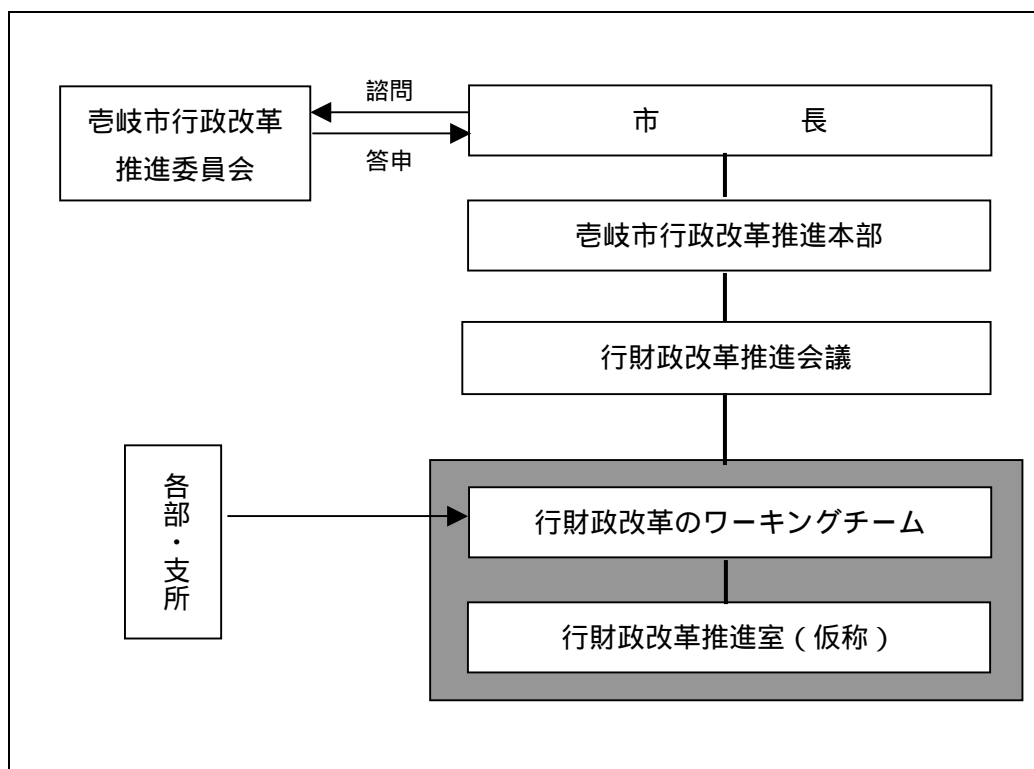 諮問
市　　　　　長
壱岐市行政改革
推進委員会
答申
壱岐市行政改革推進本部
行財政改革推進会議
各部・支所
行財政改革のワーキングチーム
行財政改革推進室（仮称）